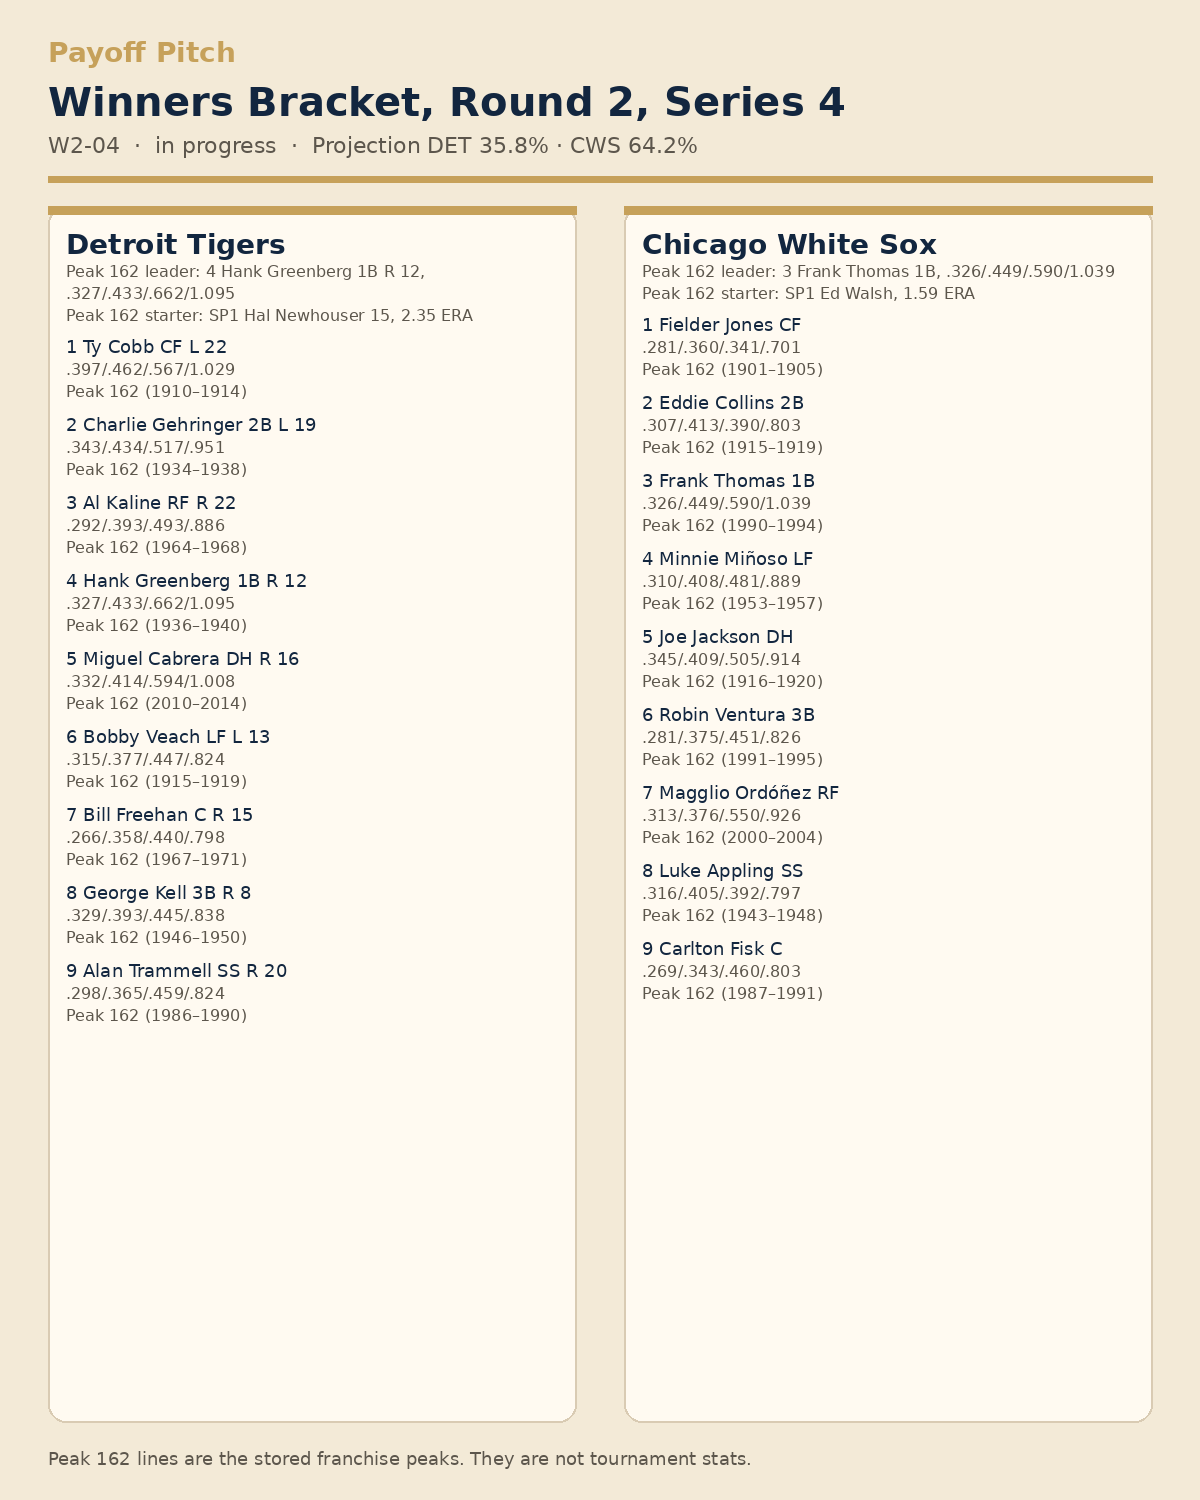 Payoff Pitch
Winners Bracket, Round 2, Series 4
W2-04 · in progress · Projection DET 35.8% · CWS 64.2%
Detroit Tigers
Peak 162 leader: 4 Hank Greenberg 1B R 12,
.327/.433/.662/1.095
Peak 162 starter: SP1 Hal Newhouser 15, 2.35 ERA
1 Ty Cobb CF L 22
.397/.462/.567/1.029
Peak 162 (1910–1914)
2 Charlie Gehringer 2B L 19
.343/.434/.517/.951
Peak 162 (1934–1938)
3 Al Kaline RF R 22
.292/.393/.493/.886
Peak 162 (1964–1968)
4 Hank Greenberg 1B R 12
.327/.433/.662/1.095
Peak 162 (1936–1940)
5 Miguel Cabrera DH R 16
.332/.414/.594/1.008
Peak 162 (2010–2014)
6 Bobby Veach LF L 13
.315/.377/.447/.824
Peak 162 (1915–1919)
7 Bill Freehan C R 15
.266/.358/.440/.798
Peak 162 (1967–1971)
8 George Kell 3B R 8
.329/.393/.445/.838
Peak 162 (1946–1950)
9 Alan Trammell SS R 20
.298/.365/.459/.824
Peak 162 (1986–1990)
Chicago White Sox
Peak 162 leader: 3 Frank Thomas 1B, .326/.449/.590/1.039
Peak 162 starter: SP1 Ed Walsh, 1.59 ERA
1 Fielder Jones CF
.281/.360/.341/.701
Peak 162 (1901–1905)
2 Eddie Collins 2B
.307/.413/.390/.803
Peak 162 (1915–1919)
3 Frank Thomas 1B
.326/.449/.590/1.039
Peak 162 (1990–1994)
4 Minnie Miñoso LF
.310/.408/.481/.889
Peak 162 (1953–1957)
5 Joe Jackson DH
.345/.409/.505/.914
Peak 162 (1916–1920)
6 Robin Ventura 3B
.281/.375/.451/.826
Peak 162 (1991–1995)
7 Magglio Ordóñez RF
.313/.376/.550/.926
Peak 162 (2000–2004)
8 Luke Appling SS
.316/.405/.392/.797
Peak 162 (1943–1948)
9 Carlton Fisk C
.269/.343/.460/.803
Peak 162 (1987–1991)
Peak 162 lines are the stored franchise peaks. They are not tournament stats.